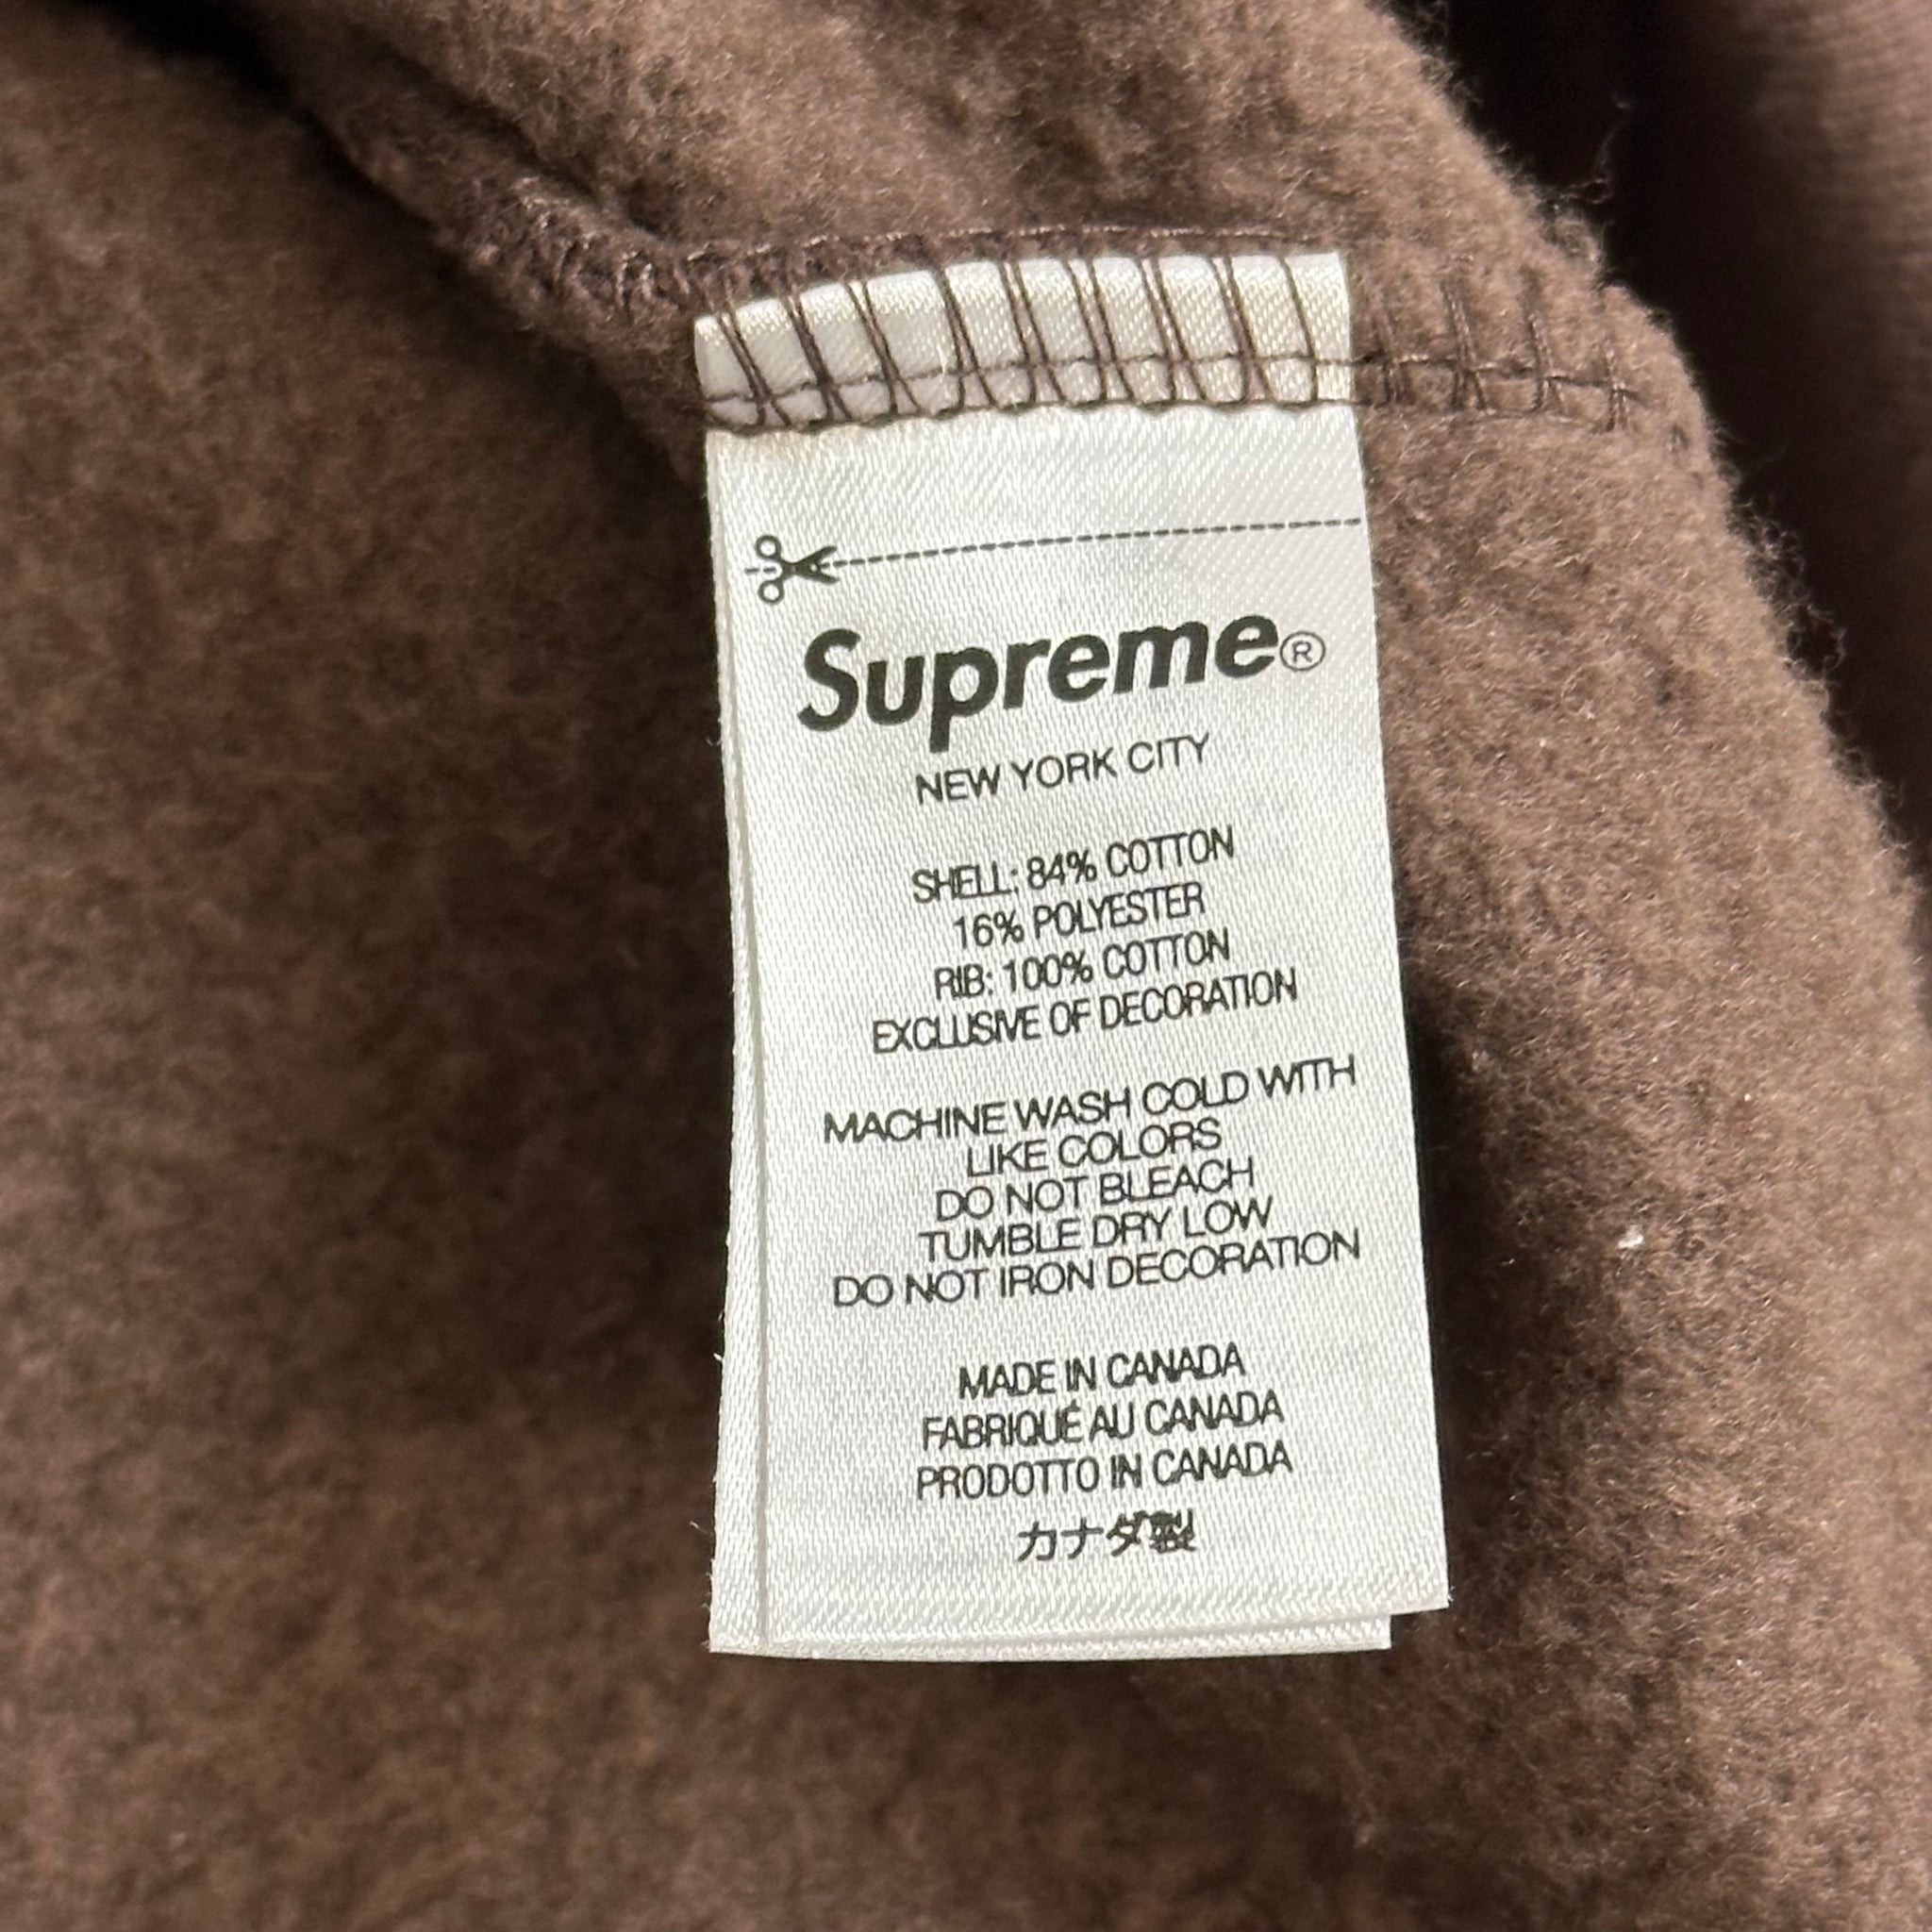 Supreme®
NEW YORK CITY
SHELL: 84% COTTON
16% POLYESTER
RIB: 100% COTTON
EXCLUSIVE OF DECORATION
MACHINE WASH COLD WITH
LIKE COLORS
DO NOT BLEACH
TUMBLE DRY LOW
DO NOT IRON DECORATION
MADE IN CANADA
FABRIQUÉ AU CANADA
PRODOTTO IN CANADA
カナダ製